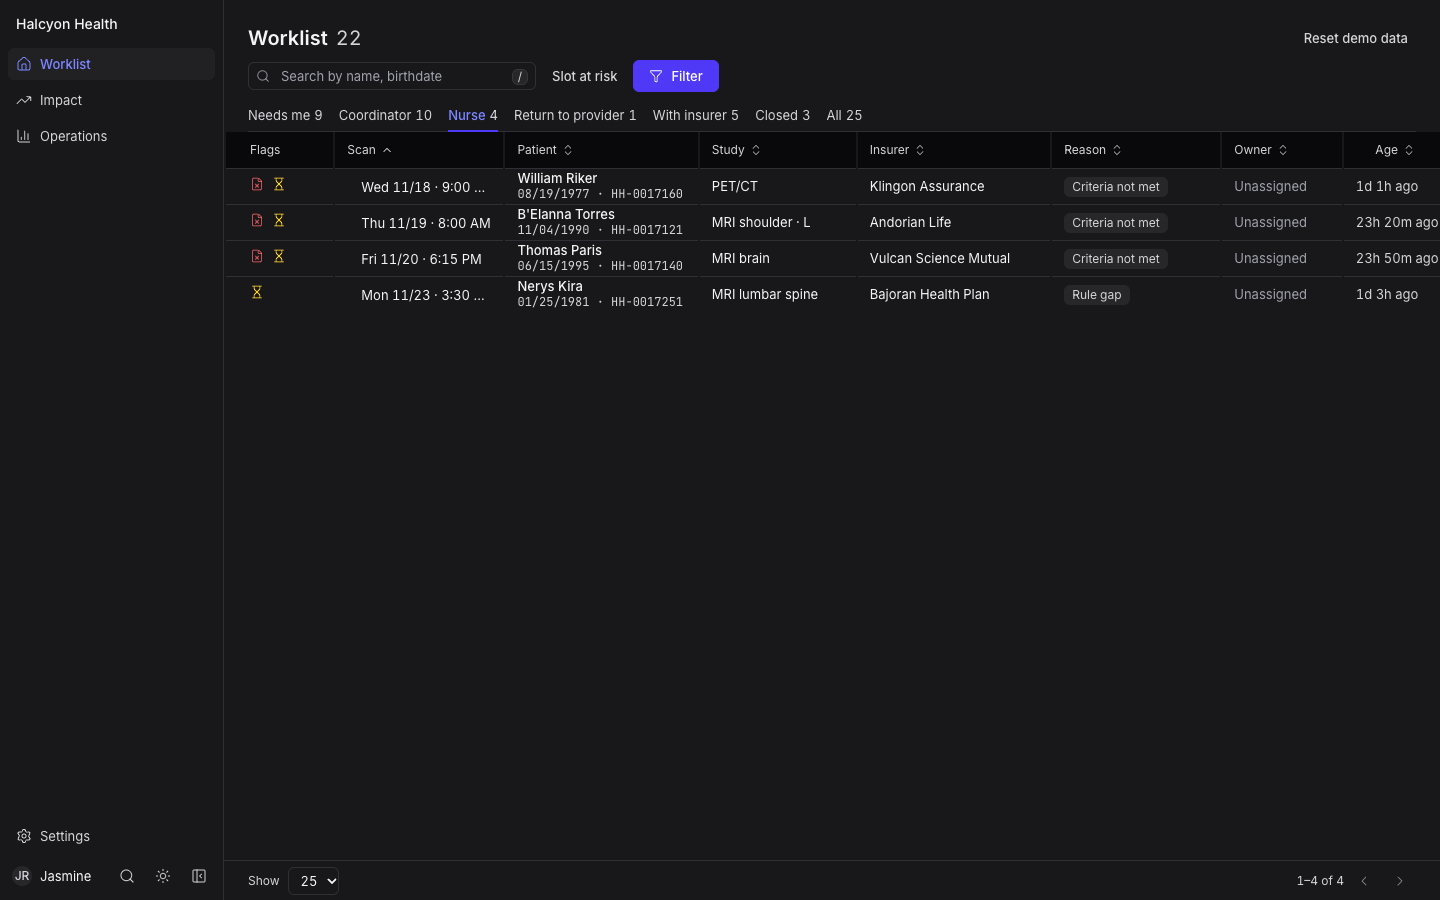 Halcyon Health
Worklist
Impact
Operations
Settings
JR Jasmine
Worklist 22
Reset demo data
Search by name, birthdate /
Slot at risk
Filter
Needs me 9 Coordinator 10 Nurse 4 Return to provider 1 With insurer 5 Closed 3 All 25
Flags Scan Patient Study Insurer Reason Owner Age
Wed 11/18 · 9:00 ... William Riker 08/19/1977 · HH-0017160 PET/CT Klingon Assurance Criteria not met Unassigned 1d 1h ago
Thu 11/19 · 8:00 AM B'Elanna Torres 11/04/1990 · HH-0017121 MRI shoulder · L Andorian Life Criteria not met Unassigned 23h 20m ago
Fri 11/20 · 6:15 PM Thomas Paris 06/15/1995 · HH-0017140 MRI brain Vulcan Science Mutual Criteria not met Unassigned 23h 50m ago
Mon 11/23 · 3:30 ... Nerys Kira 01/25/1981 · HH-0017251 MRI lumbar spine Bajoran Health Plan Rule gap Unassigned 1d 3h ago
Show 25
1–4 of 4